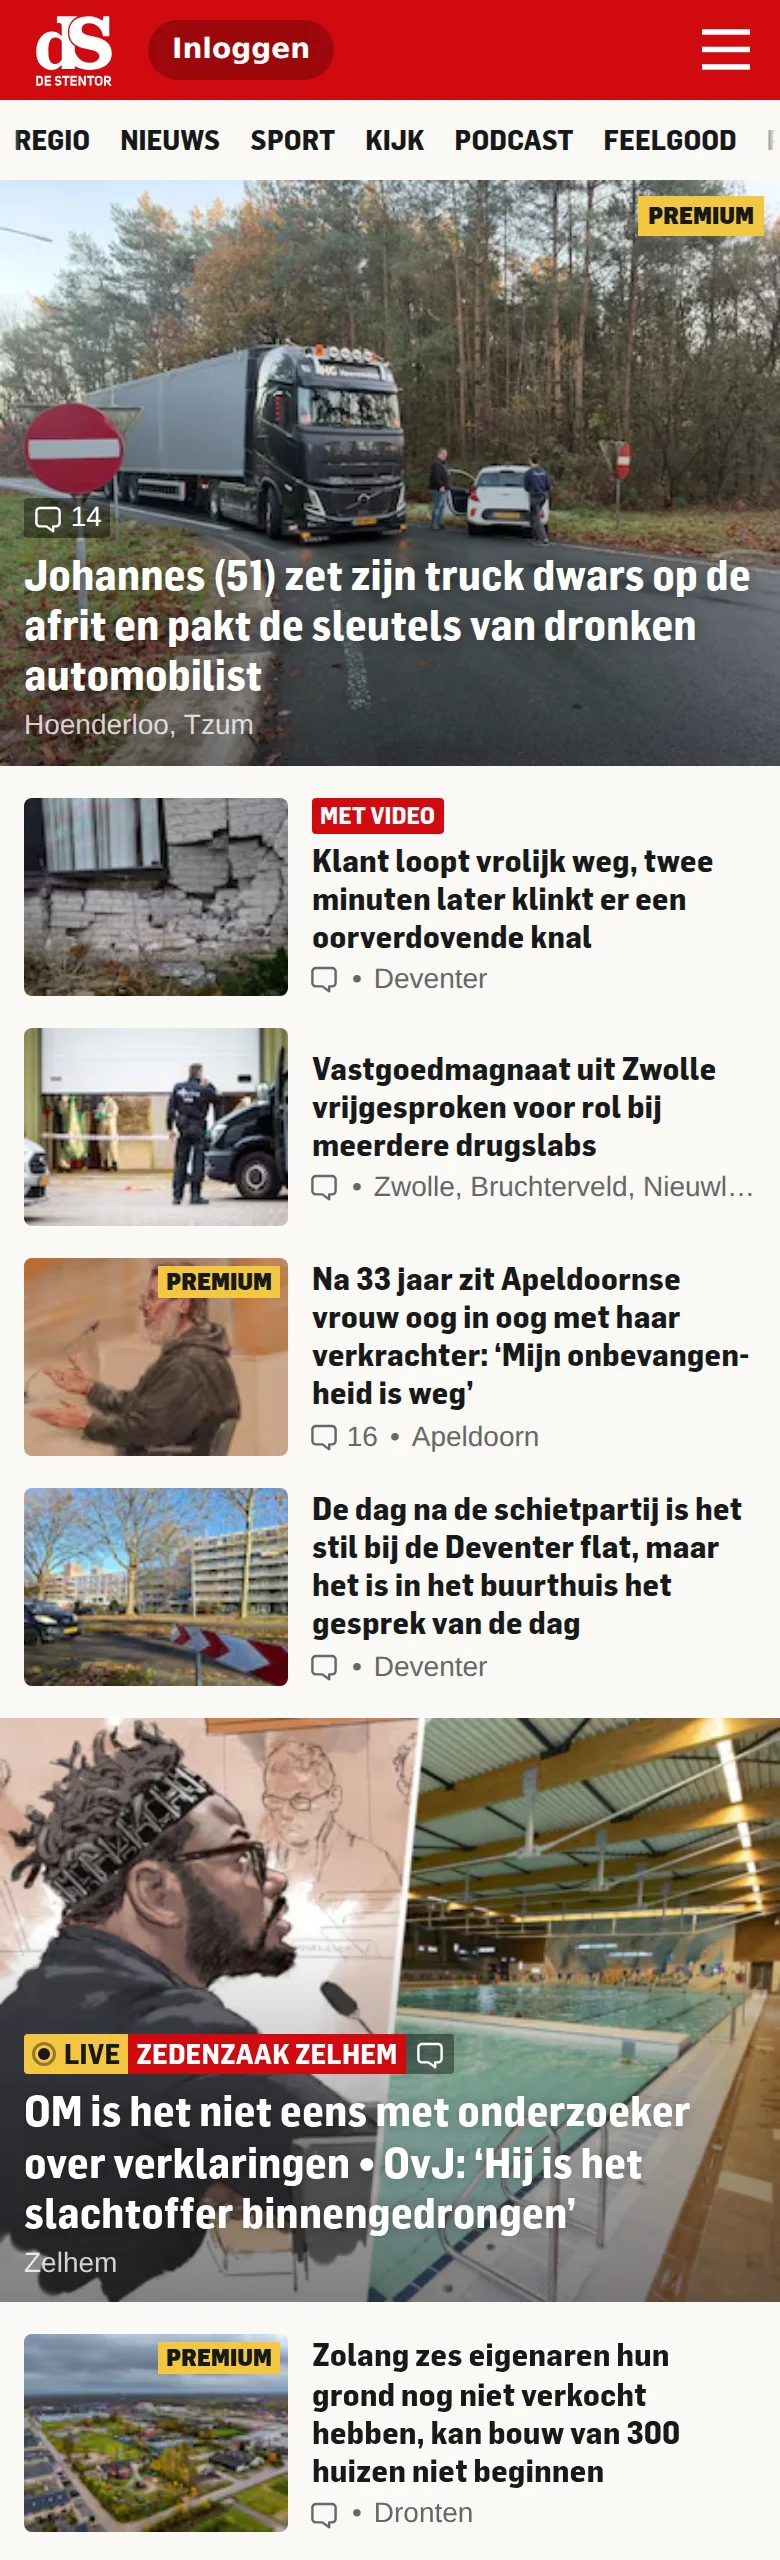 dS
DE STENTOR
Inloggen
REGIO NIEUWS SPORT KIJK PODCAST FEELGOOD
PREMIUM
14
Johannes (51) zet zijn truck dwars op de
afrit en pakt de sleutels van dronken
automobilist
Hoenderloo, Tzum
MET VIDEO
Klant loopt vrolijk weg, twee
minuten later klinkt er een
oorverdovende knal
• Deventer
Vastgoedmagnaat uit Zwolle
vrijgesproken voor rol bij
meerdere drugslabs
• Zwolle, Bruchterveld, Nieuwl…
PREMIUM
Na 33 jaar zit Apeldoornse
vrouw oog in oog met haar
verkrachter: ‘Mijn onbevangen-
heid is weg’
16 • Apeldoorn
De dag na de schietpartij is het
stil bij de Deventer flat, maar
het is in het buurthuis het
gesprek van de dag
• Deventer
LIVE ZEDENZAAK ZELHEM
OM is het niet eens met onderzoeker
over verklaringen • OvJ: ‘Hij is het
slachtoffer binnengedrongen’
Zelhem
PREMIUM
Zolang zes eigenaren hun
grond nog niet verkocht
hebben, kan bouw van 300
huizen niet beginnen
• Dronten